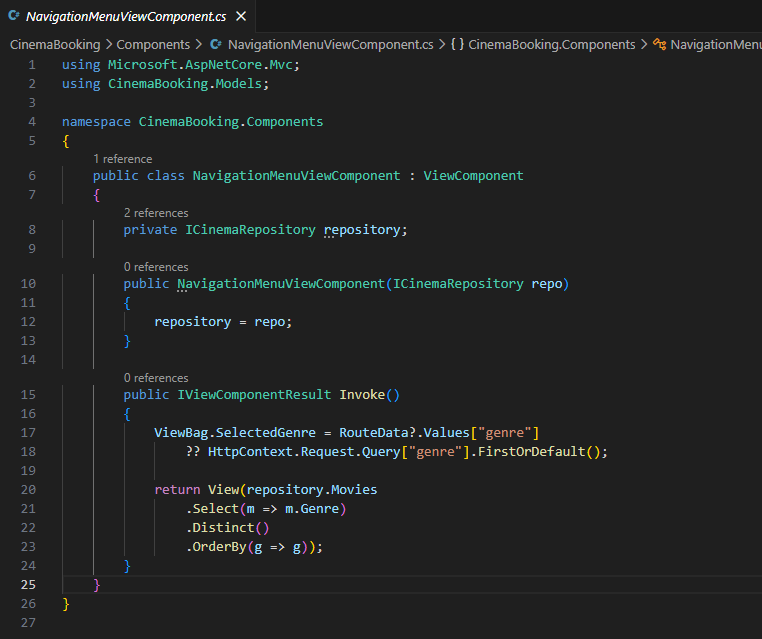 NavigationMenuViewComponent.cs
CinemaBooking > Components > NavigationMenuViewComponent.cs > {} CinemaBooking.Components > NavigationMenu
1 using Microsoft.AspNetCore.Mvc;
2 using CinemaBooking.Models;
3
4 namespace CinemaBooking.Components
5 {
1 reference
6 public class NavigationMenuViewComponent : ViewComponent
7 {
2 references
8 private ICinemaRepository repository;
9
0 references
10 public NavigationMenuViewComponent(ICinemaRepository repo)
11 {
12 repository = repo;
13 }
14
0 references
15 public IViewComponentResult Invoke()
16 {
17 ViewBag.SelectedGenre = RouteData?.Values["genre"]
18 ?? HttpContext.Request.Query["genre"].FirstOrDefault();
19
20 return View(repository.Movies
21 .Select(m => m.Genre)
22 .Distinct()
23 .OrderBy(g => g));
24 }
25 }
26 }
27